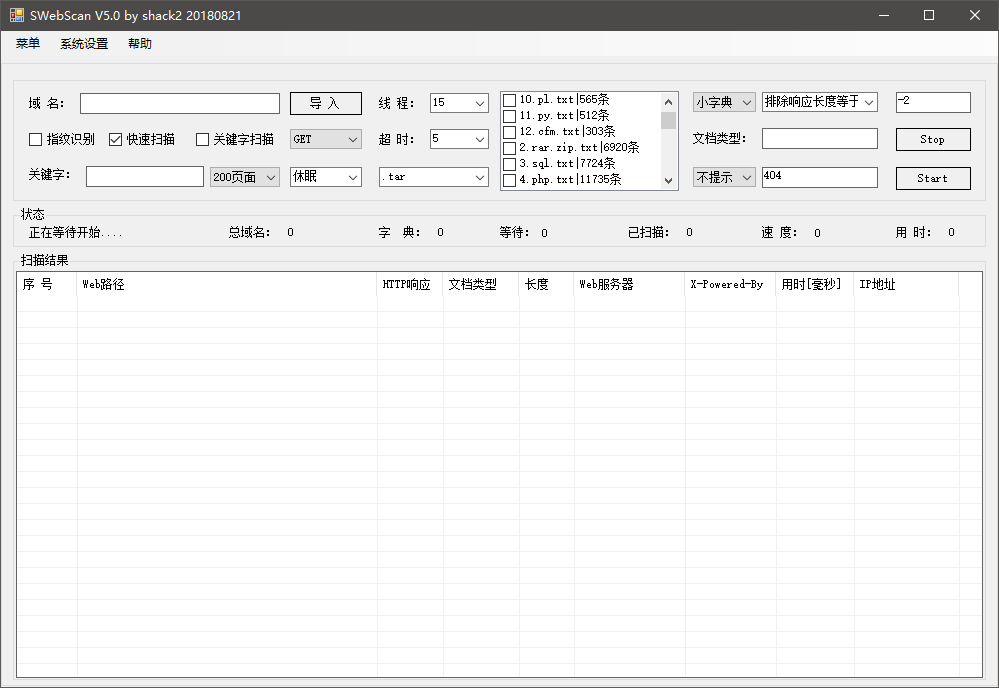 SWebScan V5.0 by shack2 20180821
菜单 系统设置 帮助
域 名: 导 入 线 程: 15 10.pl.txt|565条 小字典 排除响应长度等于 -2
11.py.txt|512条
指纹识别 快速扫描 关键字扫描 GET 超 时: 5 12.cfm.txt|303条 文档类型: Stop
2.rar.zip.txt|6920条
3.sql.txt|7724条
关键字: 200页面 休眠 .tar 4.php.txt|11735条 不提示 404 Start
状态
正在等待开始.... 总域名: 0 字 典: 0 等待: 0 已扫描: 0 速 度: 0 用 时: 0
扫描结果
序 号 Web路径 HTTP响应 文档类型 长度 Web服务器 X-Powered-By 用时[毫秒] IP地址